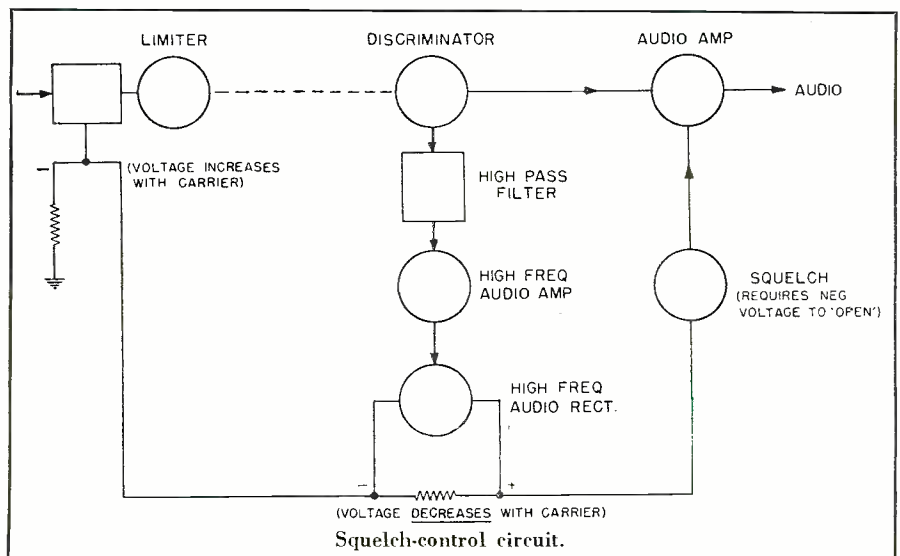 LIMITER
DISCRIMINATOR
AUDIO AMP
AUDIO
–
(VOLTAGE INCREASES
WITH CARRIER)
HIGH PASS
FILTER
HIGH FREQ
AUDIO AMP
SQUELCH
(REQUIRES NEG
VOLTAGE TO 'OPEN')
HIGH FREQ
AUDIO RECT.
– +
(VOLTAGE DECREASES WITH CARRIER)
Squelch-control circuit.